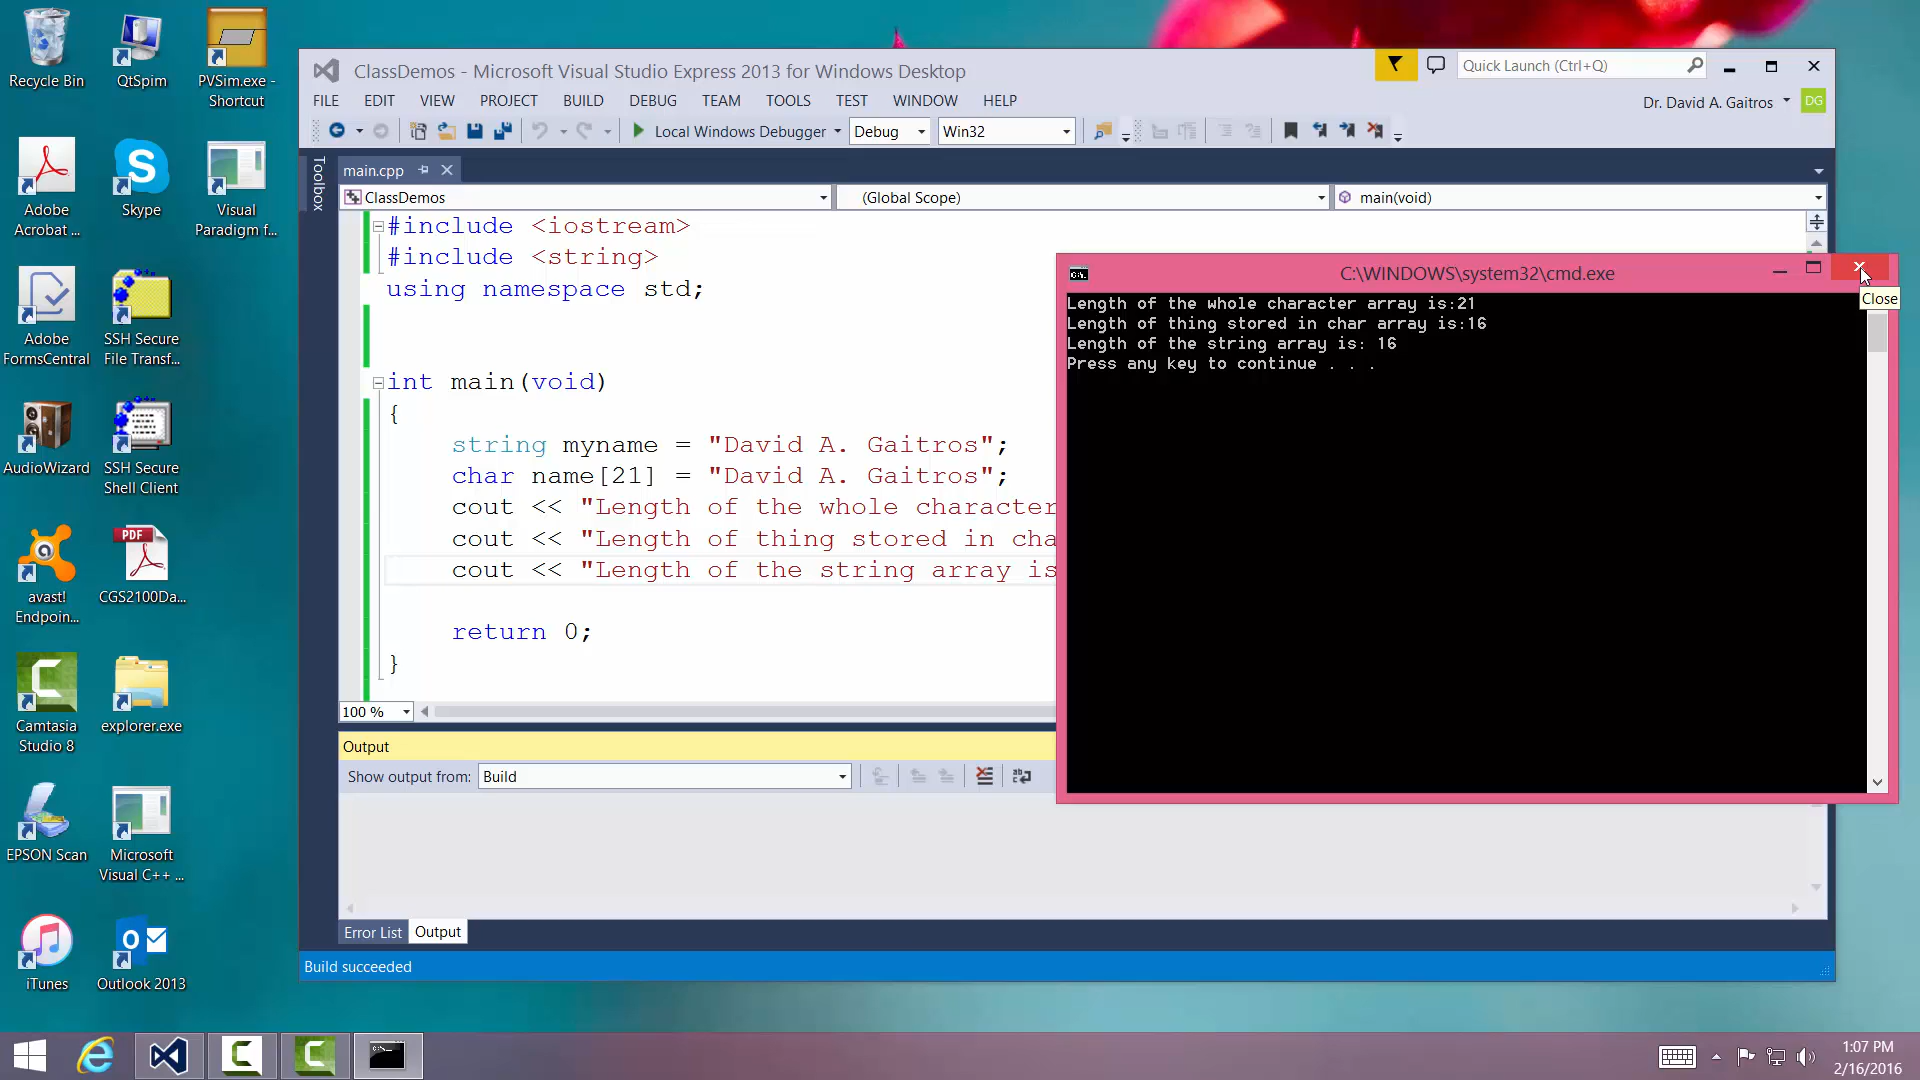 Recycle Bin
QtSpim
PVSim.exe -
Shortcut
Adobe
Acrobat ...
Skype
Visual
Paradigm f...
Adobe
FormsCentral
SSH Secure
File Transf...
AudioWizard
SSH Secure
Shell Client
avast!
Endpoin...
PDF
CGS2100Da...
Camtasia
Studio 8
explorer.exe
EPSON Scan
Microsoft
Visual C++ ...
iTunes
Outlook 2013
ClassDemos - Microsoft Visual Studio Express 2013 for Windows Desktop
Quick Launch (Ctrl+Q)
FILE EDIT VIEW PROJECT BUILD DEBUG TEAM TOOLS TEST WINDOW HELP
Dr. David A. Gaitros DG
Local Windows Debugger Debug Win32
Toolbox
main.cpp
ClassDemos (Global Scope) main(void)
#include <iostream>
#include <string>
using namespace std;
int main(void)
{
string myname = "David A. Gaitros";
char name[21] = "David A. Gaitros";
cout << "Length of the whole character
cout << "Length of thing stored in cha
cout << "Length of the string array is
return 0;
}
100 %
Output
Show output from: Build
Error List Output
Build succeeded
C:\WINDOWS\system32\cmd.exe
Close
Length of the whole character array is:21
Length of thing stored in char array is:16
Length of the string array is: 16
Press any key to continue . . .
1:07 PM
2/16/2016